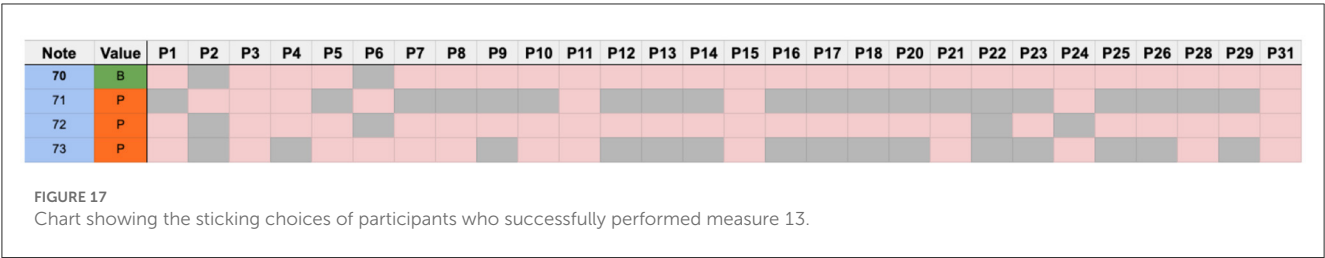 Note Value P1 P2 P3 P4 P5 P6 P7 P8 P9 P10 P11 P12 P13 P14 P15 P16 P17 P18 P20 P21 P22 P23 P24 P25 P26 P28 P29 P31
70 B
71 P
72 P
73 P
FIGURE 17
Chart showing the sticking choices of participants who successfully performed measure 13.